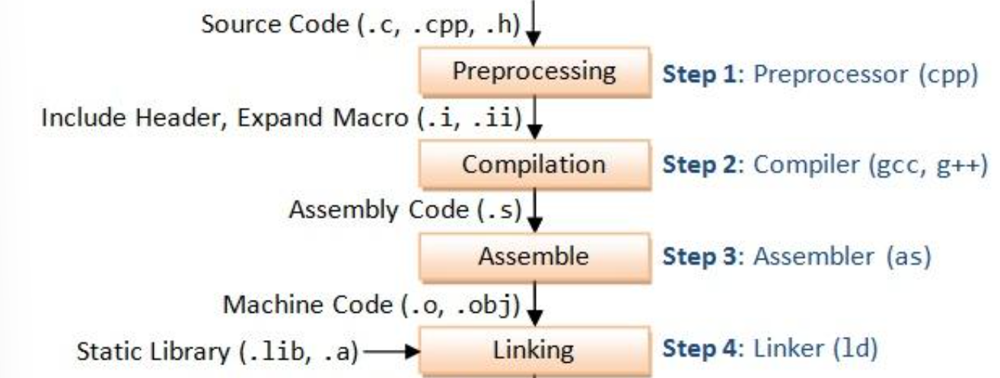 Source Code (.c, .cpp, .h)
Preprocessing
Step 1: Preprocessor (cpp)
Include Header, Expand Macro (.i, .ii)
Compilation
Step 2: Compiler (gcc, g++)
Assembly Code (.s)
Assemble
Step 3: Assembler (as)
Machine Code (.o, .obj)
Static Library (.lib, .a)
Linking
Step 4: Linker (ld)